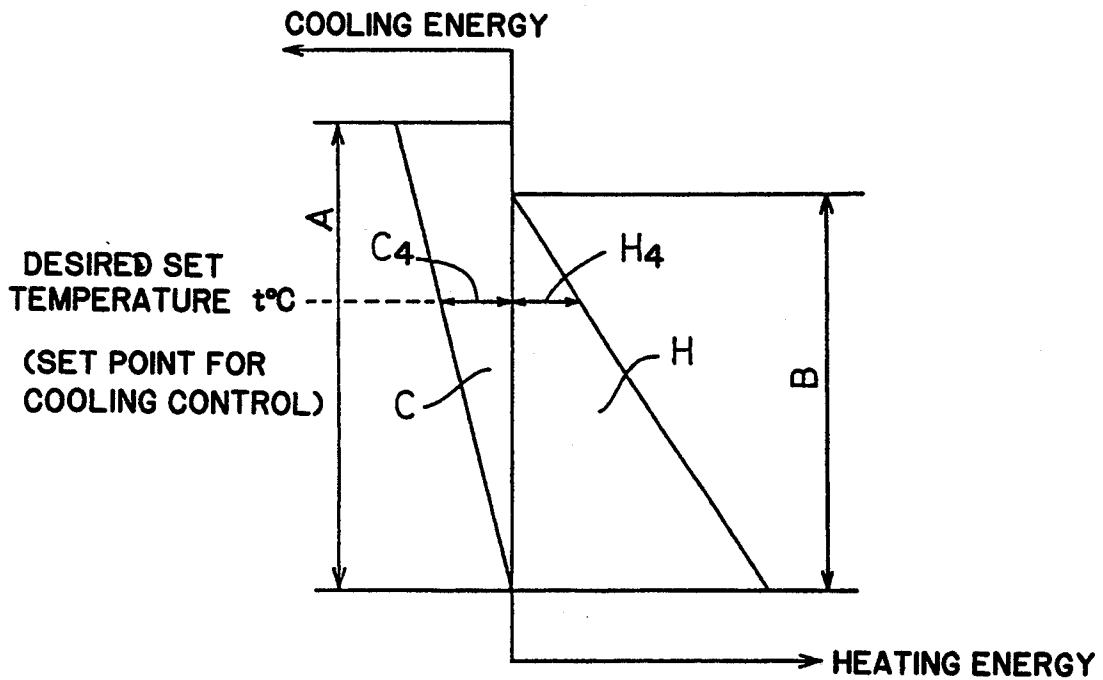 COOLING ENERGY
A
C4
H4
DESIRED SET
TEMPERATURE t°C
(SET POINT FOR
COOLING CONTROL)
C
H
B
HEATING ENERGY